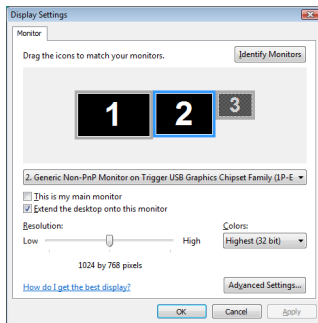 Display Settings
Monitor
Drag the icons to match your monitors.
Identify Monitors
1
2
3
2. Generic Non-PnP Monitor on Trigger USB Graphics Chipset Family (1P-E
This is my main monitor
Extend the desktop onto this monitor
Resolution:
Colors:
Low
High
Highest (32 bit)
1024 by 768 pixels
How do I get the best display?
Advanced Settings...
OK
Cancel
Apply